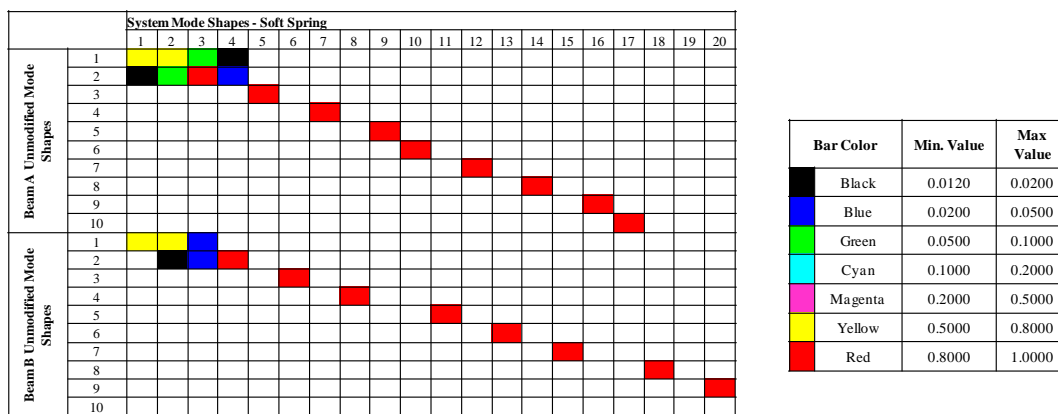 System Mode Shapes - Soft Spring
1 2 3 4 5 6 7 8 9 10 11 12 13 14 15 16 17 18 19 20
Beam A Unmodified Mode
Shapes
1
2
3
4
5
6
7
8
9
10
Beam B Unmodified Mode
Shapes
1
2
3
4
5
6
7
8
9
10
Bar Color Min. Value Max
Value
Black 0.0120 0.0200
Blue 0.0200 0.0500
Green 0.0500 0.1000
Cyan 0.1000 0.2000
Magenta 0.2000 0.5000
Yellow 0.5000 0.8000
Red 0.8000 1.0000